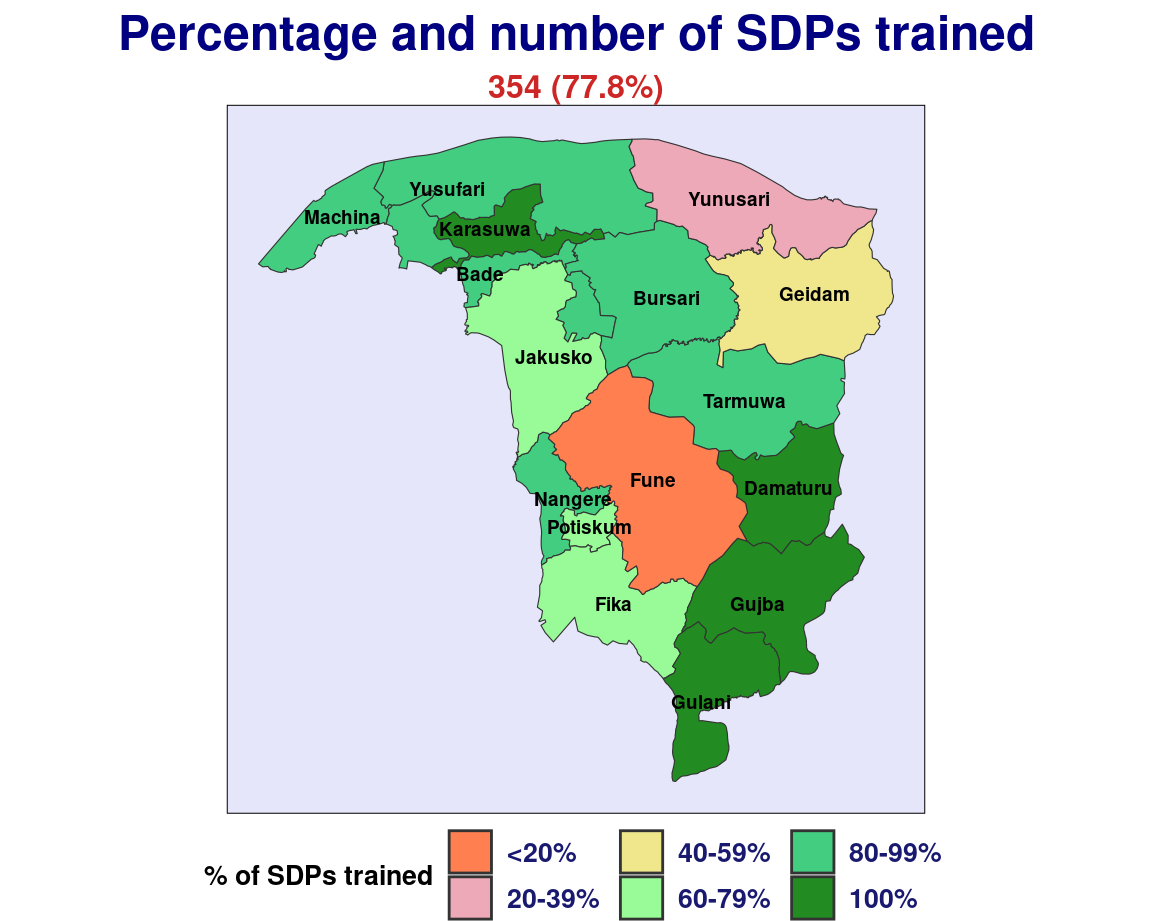 Percentage and number of SDPs trained
354 (77.8%)
Yusufari
Yunusari
Machina
Karasuwa
Bade
Geidam
Bursari
Jakusko
Tarmuwa
Fune
Damaturu
Nangere
Potiskum
Fika
Gujba
Gulani
% of SDPs trained
<20%
40-59%
80-99%
20-39%
60-79%
100%